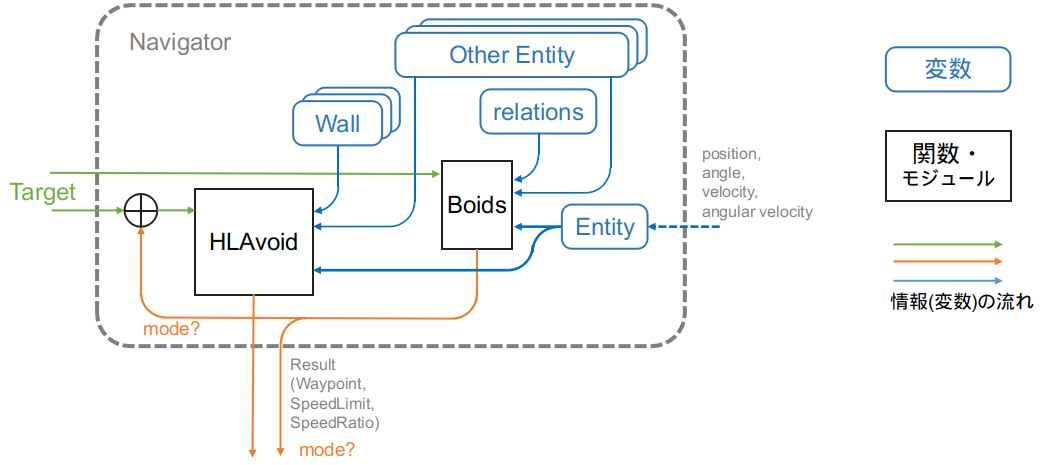 Navigator
Other Entity
Wall
relations
Target
HLAvoid
Boids
Entity
position,
angle,
velocity,
angular velocity
mode?
Result
(Waypoint,
SpeedLimit,
SpeedRatio)
mode?
変数
関数・
モジュール
情報(変数)の流れ